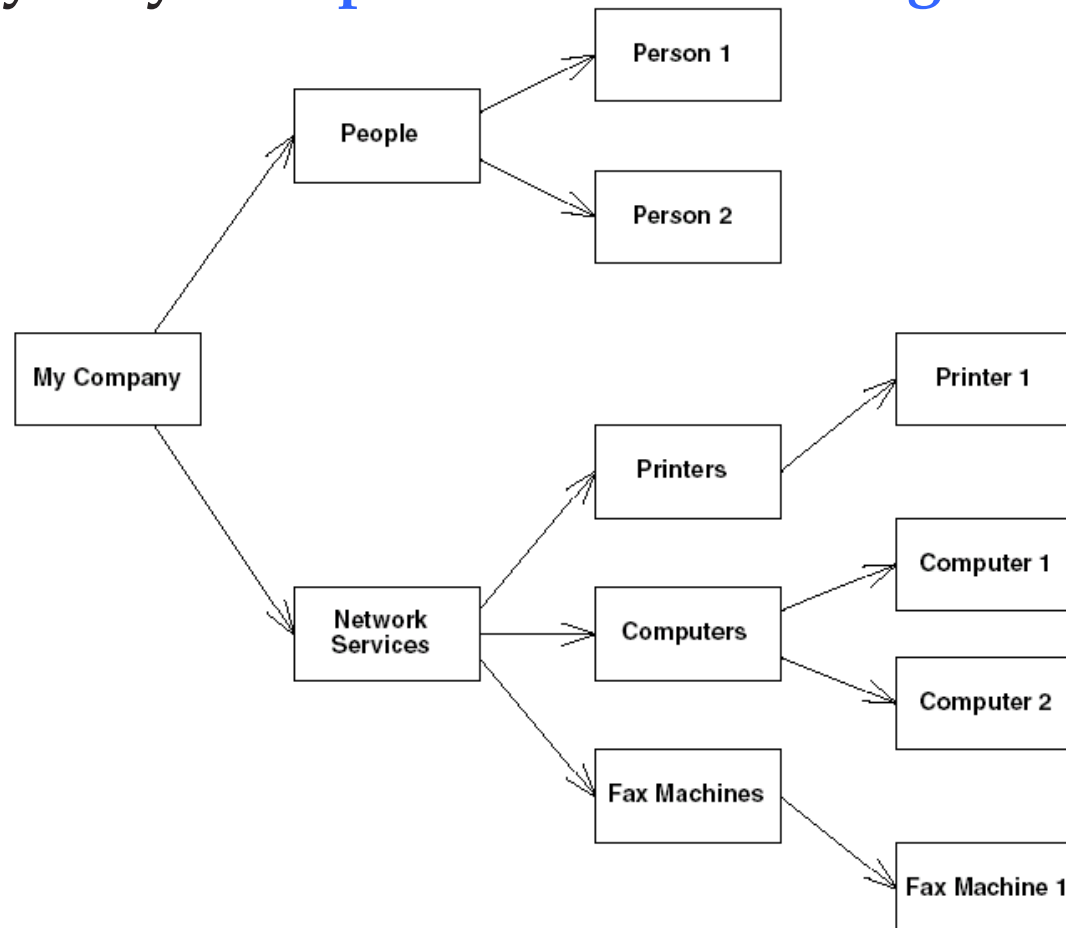 Person 1
People
Person 2
My Company
Printer 1
Printers
Computer 1
Network
Services
Computers
Computer 2
Fax Machines
Fax Machine 1